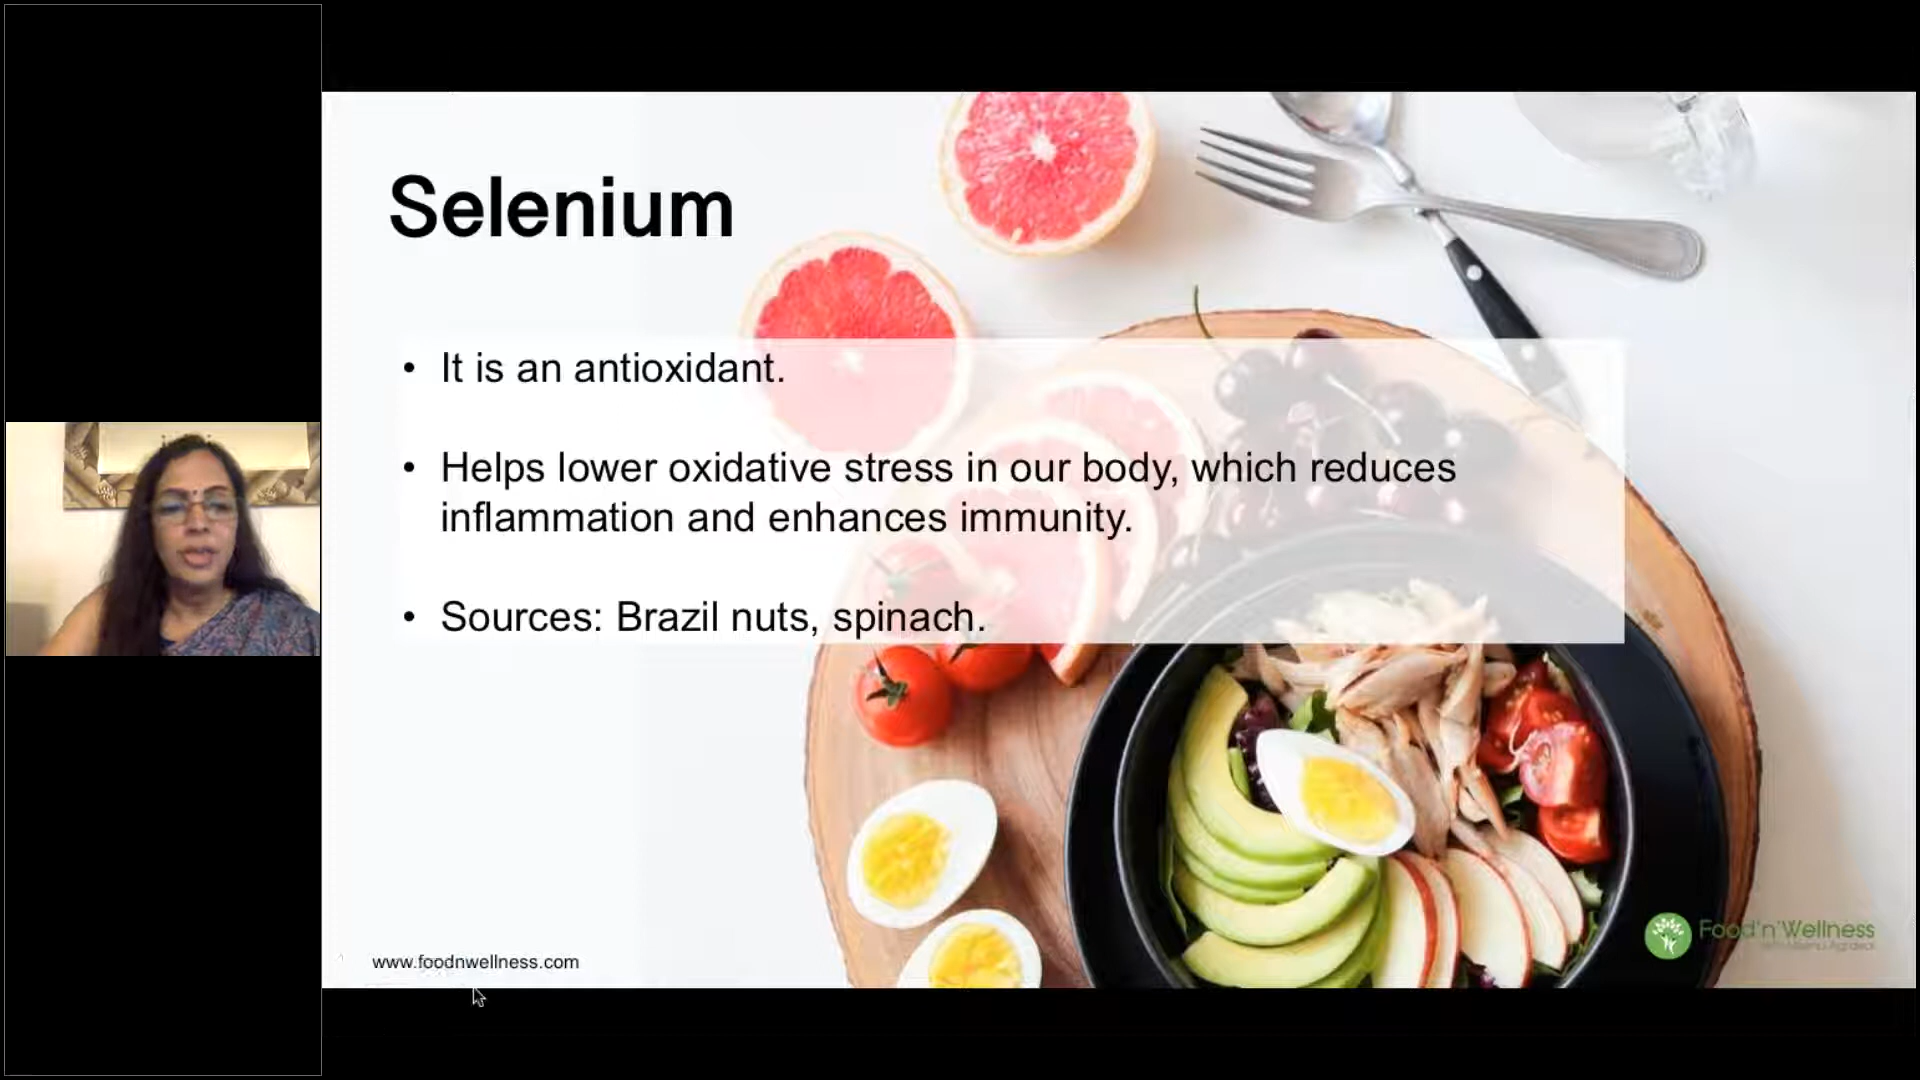 Selenium
• It is an antioxidant.
• Helps lower oxidative stress in our body, which reduces
inflammation and enhances immunity.
• Sources: Brazil nuts, spinach.
www.foodnwellness.com
Food'n'Wellness